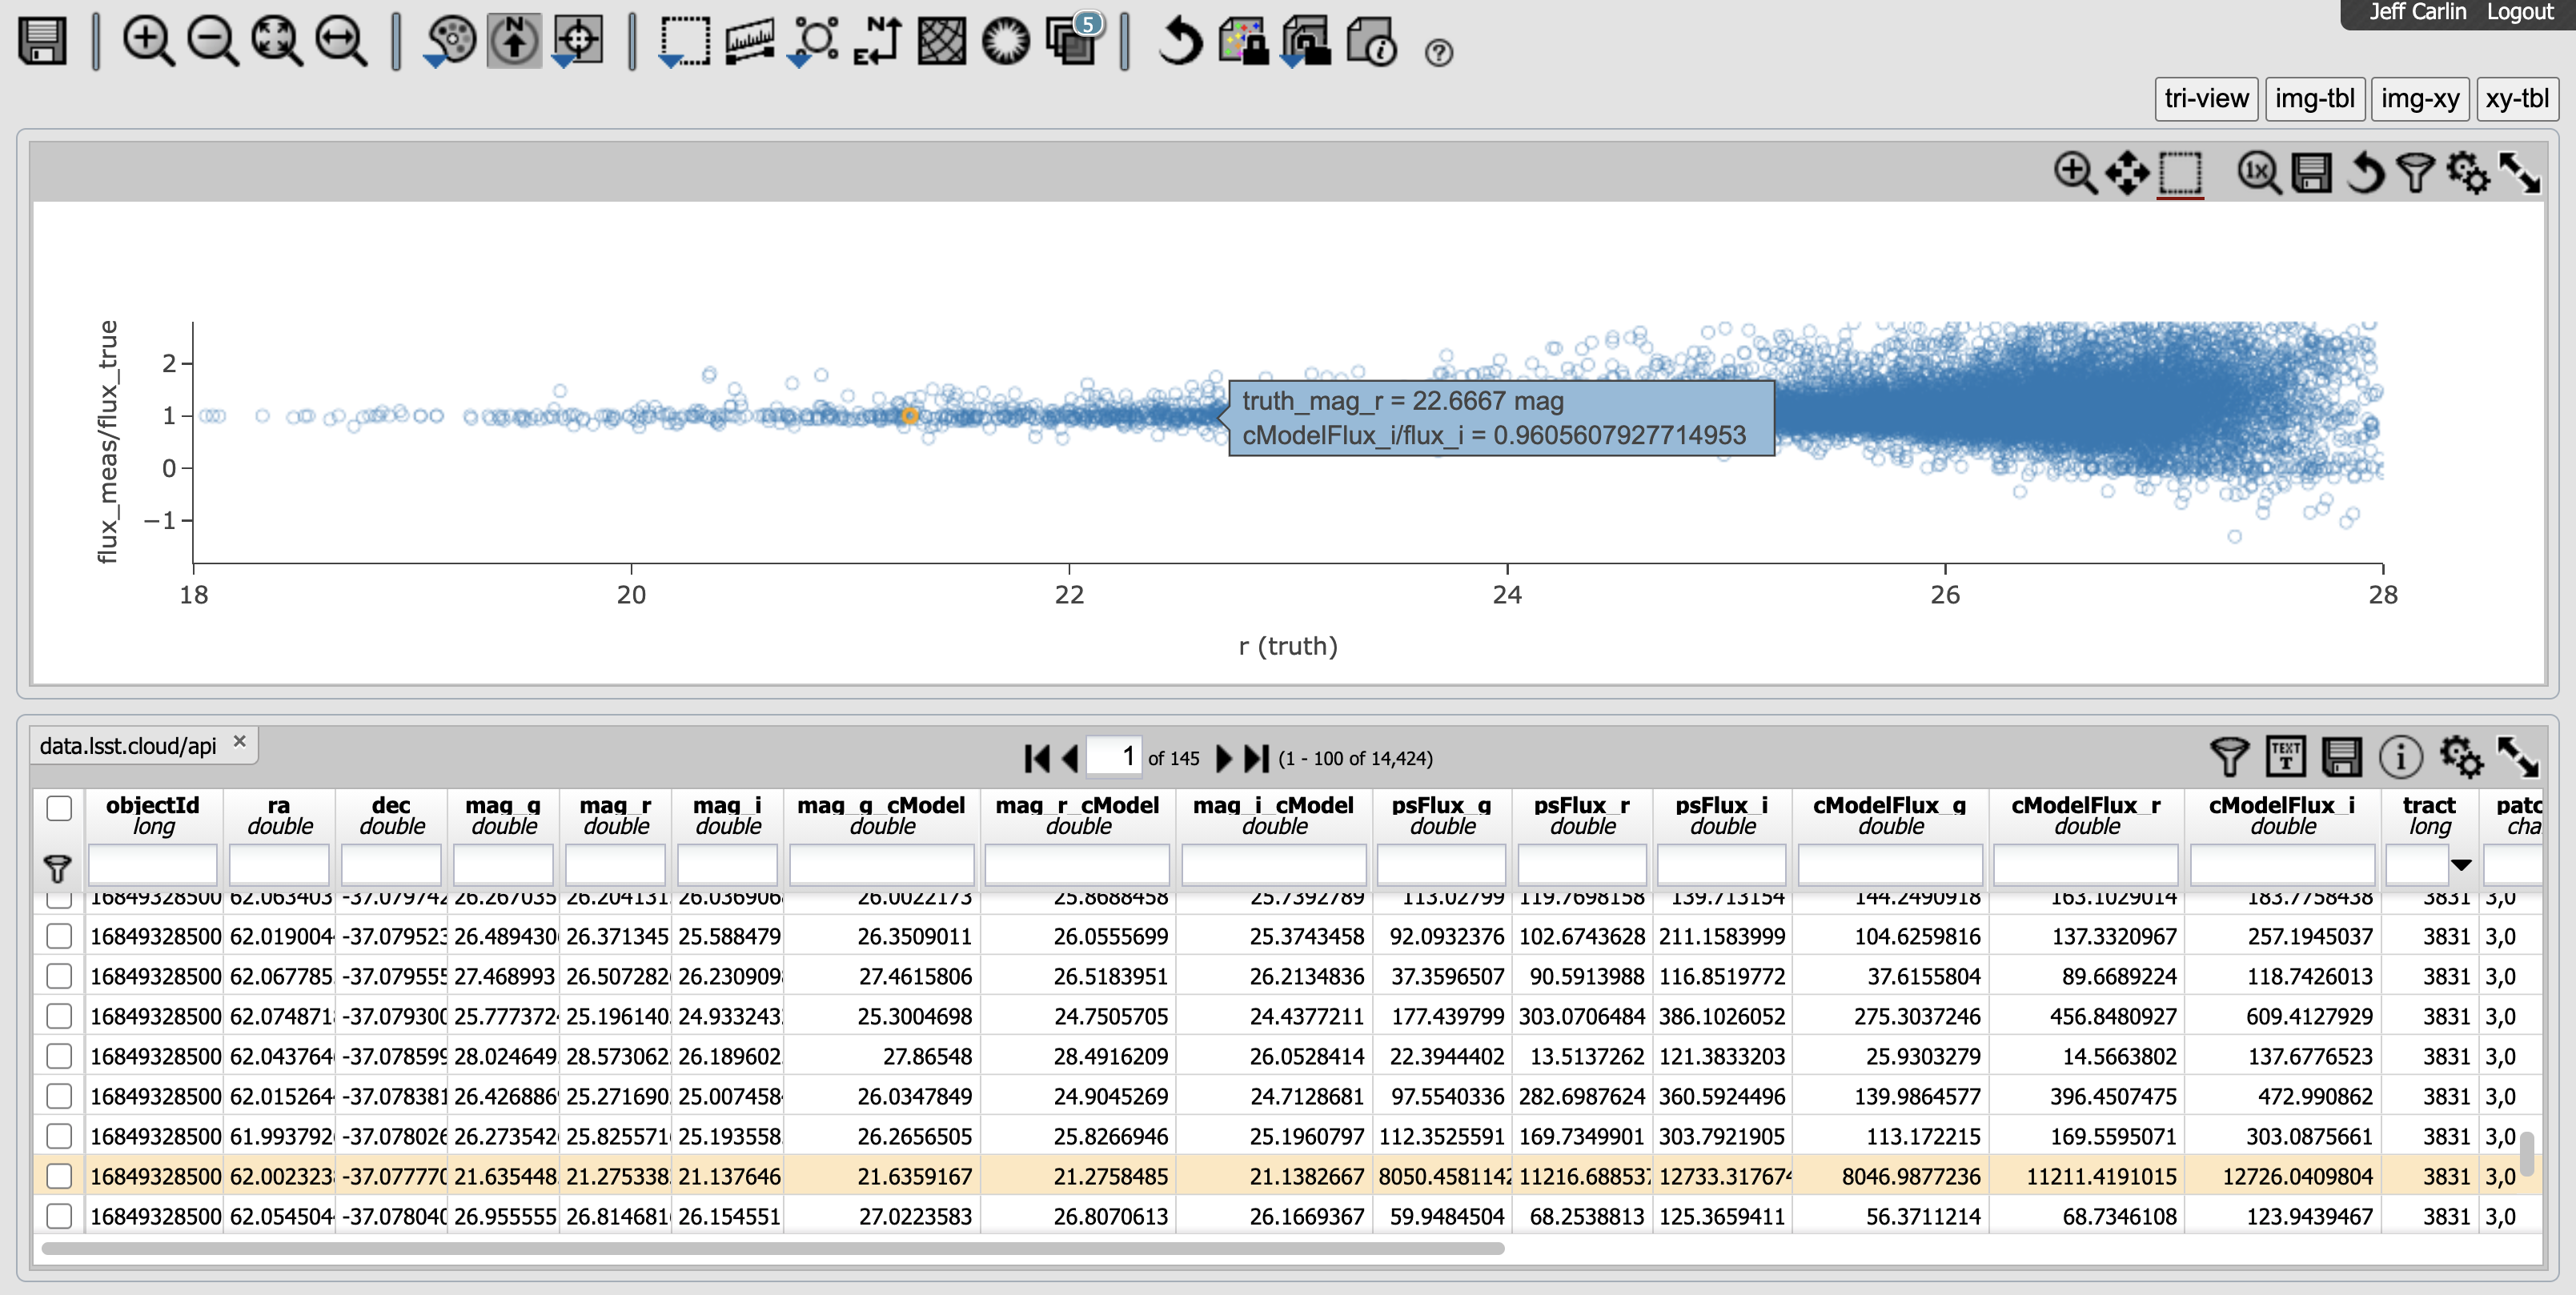 Jeff Carlin Logout
N
N E
5
?
tri-view img-tbl img-xy xy-tbl
1x
flux_meas/flux_true
2
1
0
−1
truth_mag_r = 22.6667 mag
cModelFlux_i/flux_i = 0.9605607927714953
18 20 22 24 26 28
r (truth)
data.lsst.cloud/api ×
1 of 145 (1 - 100 of 14,424)
TEXT T
i
objectId ra dec mag_g mag_r mag_i mag_g_cModel mag_r_cModel mag_i_cModel psFlux_g psFlux_r psFlux_i cModelFlux_g cModelFlux_r cModelFlux_i tract patc
long double double double double double double double double double double double double double double long cha
16849328500 62.063403 -37.079742 26.267035 26.204131 26.036906 26.0022173 25.8688458 25.7392789 113.02799 119.7698158 139.713154 144.2490918 163.1029014 183.7758438 3831 3,0
16849328500 62.019004 -37.079523 26.489430 26.371345 25.588479 26.3509011 26.0555699 25.3743458 92.0932376 102.6743628 211.1583999 104.6259816 137.3320967 257.1945037 3831 3,0
16849328500 62.067785 -37.079555 27.468993 26.507282 26.230909 27.4615806 26.5183951 26.2134836 37.3596507 90.5913988 116.8519772 37.6155804 89.6689224 118.7426013 3831 3,0
16849328500 62.074871 -37.079300 25.777372 25.196140 24.933243 25.3004698 24.7505705 24.4377211 177.439799 303.0706484 386.1026052 275.3037246 456.8480927 609.4127929 3831 3,0
16849328500 62.043764 -37.078599 28.024649 28.573062 26.189602 27.86548 28.4916209 26.0528414 22.3944402 13.5137262 121.3833203 25.9303279 14.5663802 137.6776523 3831 3,0
16849328500 62.015264 -37.078381 26.426886 25.271690 25.007458 26.0347849 24.9045269 24.7128681 97.5540336 282.6987624 360.5924496 139.9864577 396.4507475 472.990862 3831 3,0
16849328500 61.993792 -37.078026 26.273542 25.825571 25.193558 26.2656505 25.8266946 25.1960797 112.3525591 169.7349901 303.7921905 113.172215 169.5595071 303.0875661 3831 3,0
16849328500 62.002323 -37.077770 21.635448 21.275338 21.137646 21.6359167 21.2758485 21.1382667 8050.4581142 11216.688537 12733.317674 8046.9877236 11211.4191015 12726.0409804 3831 3,0
16849328500 62.054504 -37.078040 26.955555 26.814681 26.154551 27.0223583 26.8070613 26.1669367 59.9484504 68.2538813 125.3659411 56.3711214 68.7346108 123.9439467 3831 3,0